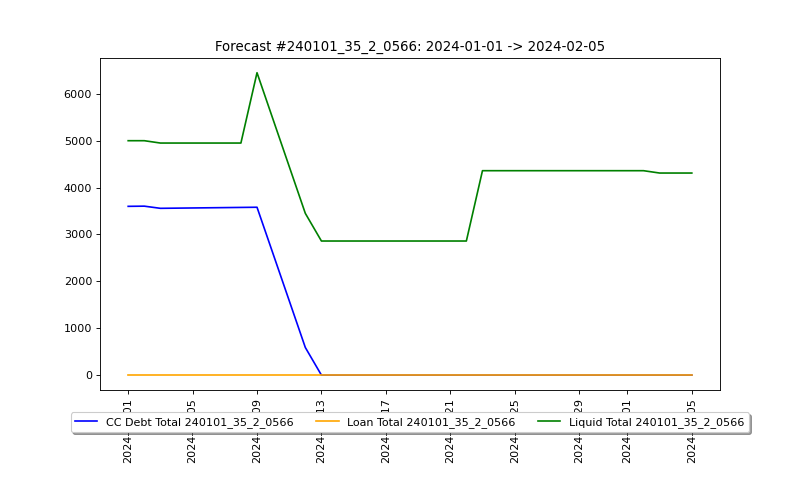 Forecast #240101_35_2_0566: 2024-01-01 -> 2024-02-05
6000
5000
4000
3000
2000
1000
0
CC Debt Total 240101_35_2_0566
Loan Total 240101_35_2_0566
Liquid Total 240101_35_2_0566